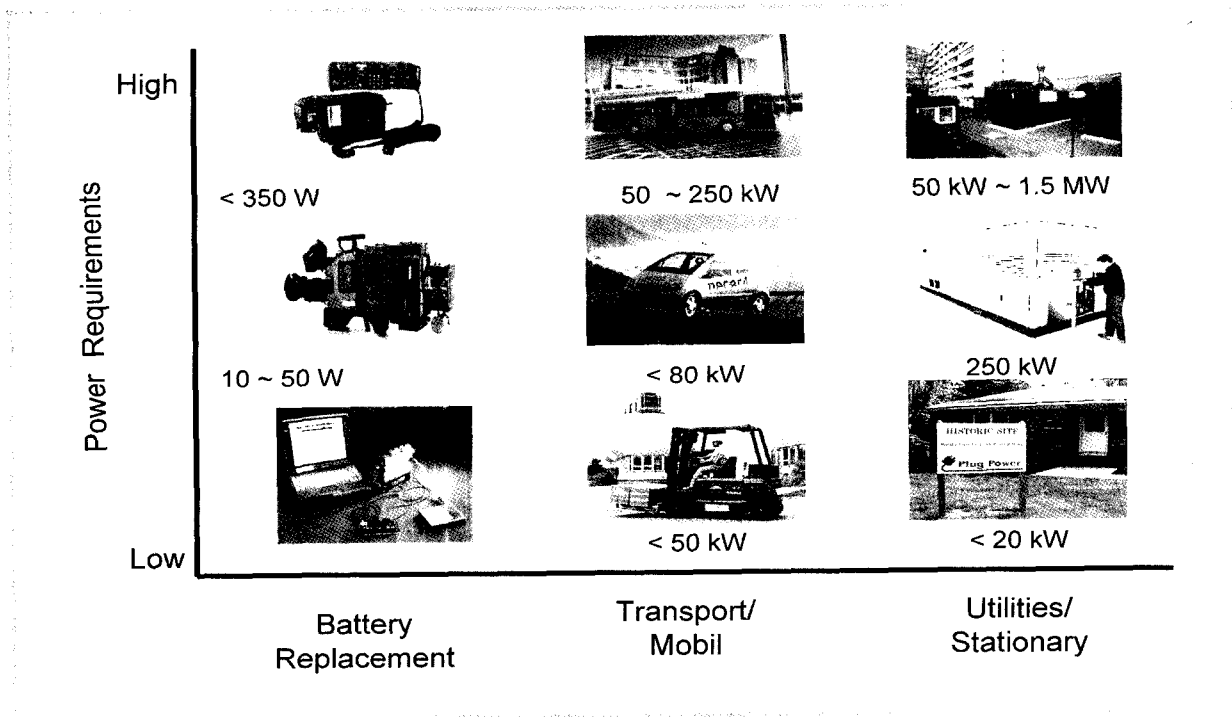 High
< 350 W
50 ~ 250 kW
50 kW ~ 1.5 MW
Power Requirements
necar4
10 ~ 50 W
< 80 kW
250 kW
HISTORIC SITE
Plug Power
< 50 kW
< 20 kW
Low
Battery
Replacement
Transport/
Mobil
Utilities/
Stationary